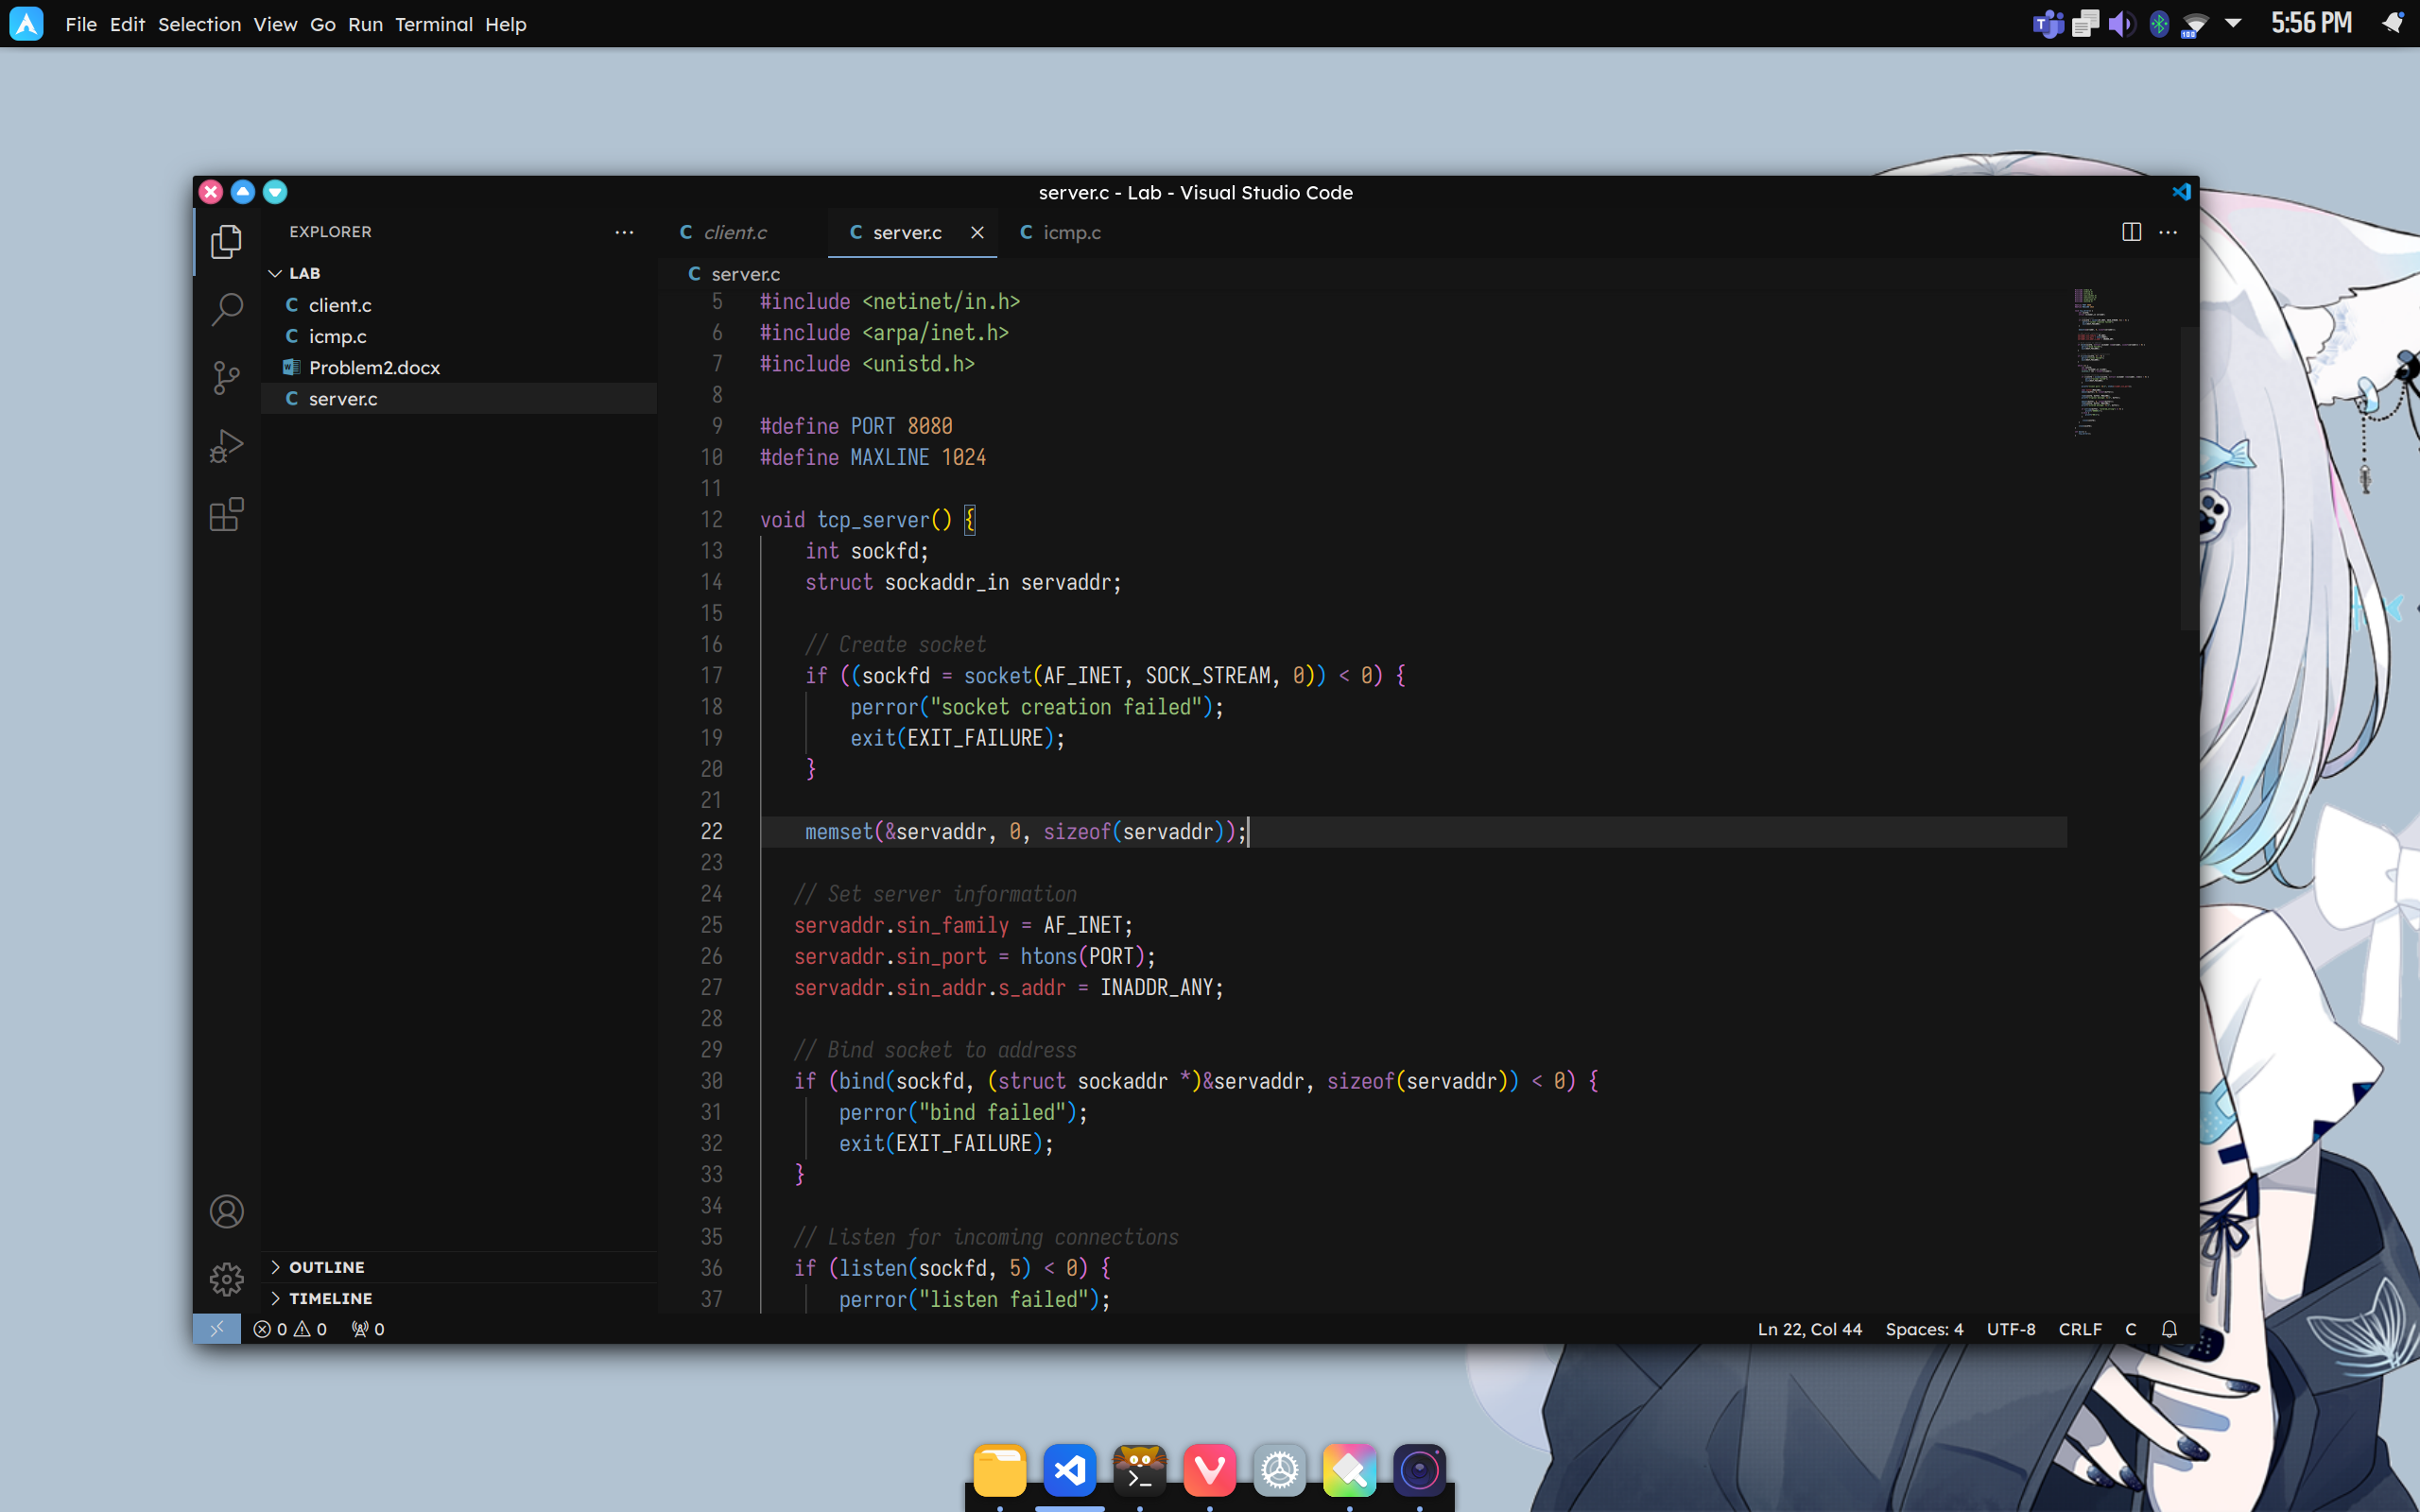 File Edit Selection View Go Run Terminal Help
5:56 PM
server.c - Lab - Visual Studio Code
EXPLORER
LAB
C client.c
C icmp.c
Problem2.docx
C server.c
OUTLINE
TIMELINE
C client.c C server.c C icmp.c
C server.c
5 #include <netinet/in.h>
6 #include <arpa/inet.h>
7 #include <unistd.h>
8
9 #define PORT 8080
10 #define MAXLINE 1024
11
12 void tcp_server() {
13     int sockfd;
14     struct sockaddr_in servaddr;
15
16     // Create socket
17     if ((sockfd = socket(AF_INET, SOCK_STREAM, 0)) < 0) {
18         perror("socket creation failed");
19         exit(EXIT_FAILURE);
20     }
21
22     memset(&servaddr, 0, sizeof(servaddr));
23
24    // Set server information
25    servaddr.sin_family = AF_INET;
26    servaddr.sin_port = htons(PORT);
27    servaddr.sin_addr.s_addr = INADDR_ANY;
28
29    // Bind socket to address
30    if (bind(sockfd, (struct sockaddr *)&servaddr, sizeof(servaddr)) < 0) {
31        perror("bind failed");
32        exit(EXIT_FAILURE);
33    }
34
35    // Listen for incoming connections
36    if (listen(sockfd, 5) < 0) {
37        perror("listen failed");
0 0 0
Ln 22, Col 44 Spaces: 4 UTF-8 CRLF C